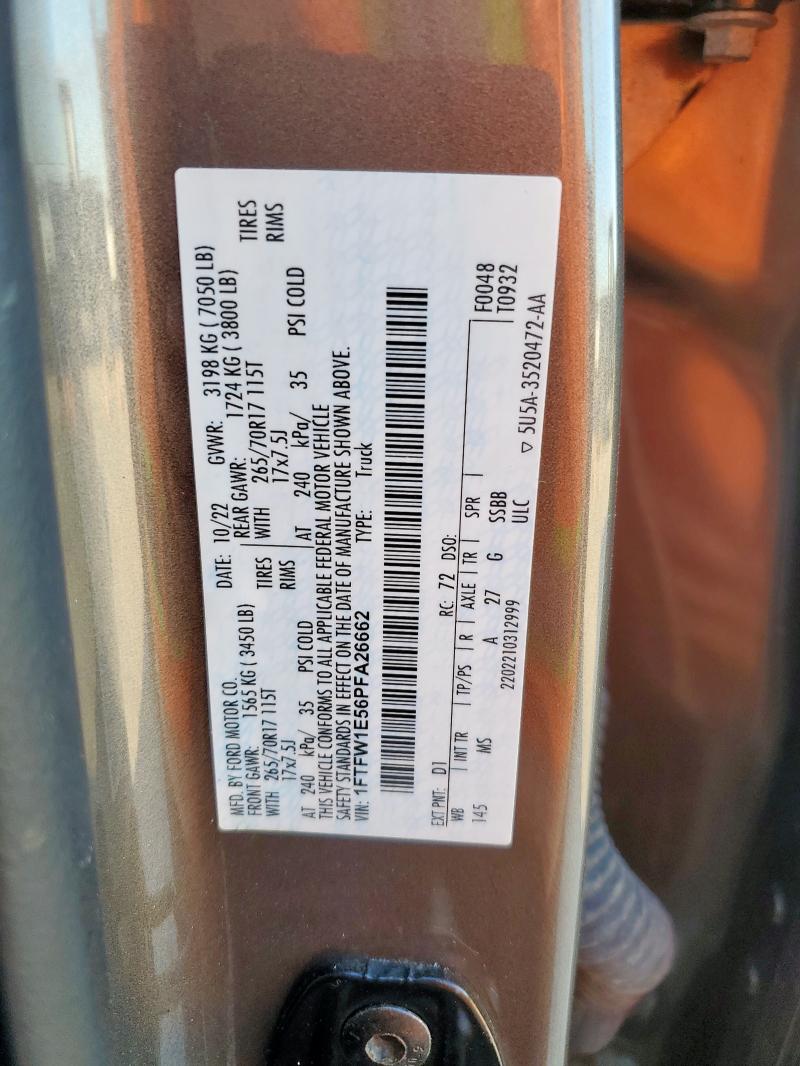 MFD. BY FORD MOTOR CO. DATE: 10/22 GVWR: 3198 KG ( 7050 LB)
FRONT GAWR: 1565 KG ( 3450 LB) REAR GAWR: 1724 KG ( 3800 LB)
WITH 265/70R17 115T TIRES WITH 265/70R17 115T TIRES
17x7.5J RIMS 17x7.5J RIMS
AT 240 kPa/ 35 PSI COLD AT 240 kPa/ 35 PSI COLD
THIS VEHICLE CONFORMS TO ALL APPLICABLE FEDERAL MOTOR VEHICLE
SAFETY STANDARDS IN EFFECT ON THE DATE OF MANUFACTURE SHOWN ABOVE.
VIN: 1FTFW1E56PFA26662 TYPE: Truck
EXT PNT: D1 RC: 72 DSO: F0048
WB INT TR TP/PS R AXLE TR SPR T0932
145 MS A 27 G SSBB
2202210312999 ULC ▽ 5U5A-3520472-AA